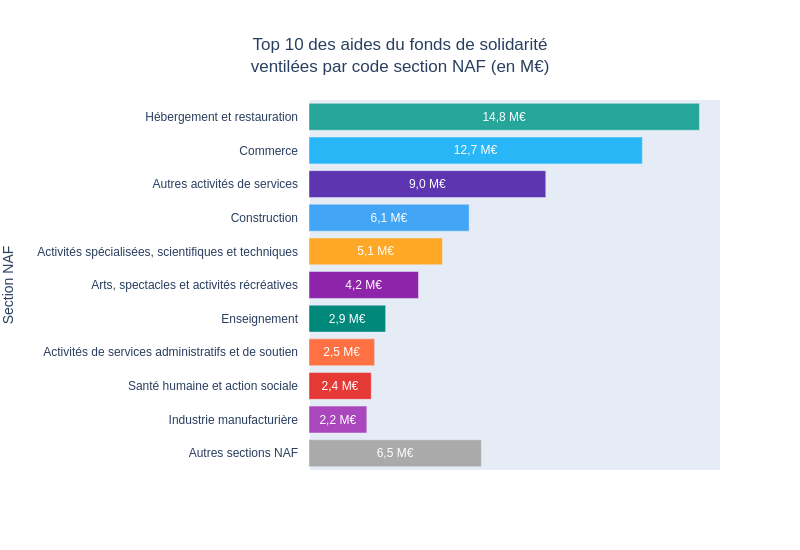 Top 10 des aides du fonds de solidarité
ventilées par code section NAF (en M€)
Section NAF
Hébergement et restauration 14,8 M€
Commerce 12,7 M€
Autres activités de services 9,0 M€
Construction 6,1 M€
Activités spécialisées, scientifiques et techniques 5,1 M€
Arts, spectacles et activités récréatives 4,2 M€
Enseignement 2,9 M€
Activités de services administratifs et de soutien 2,5 M€
Santé humaine et action sociale 2,4 M€
Industrie manufacturière 2,2 M€
Autres sections NAF 6,5 M€